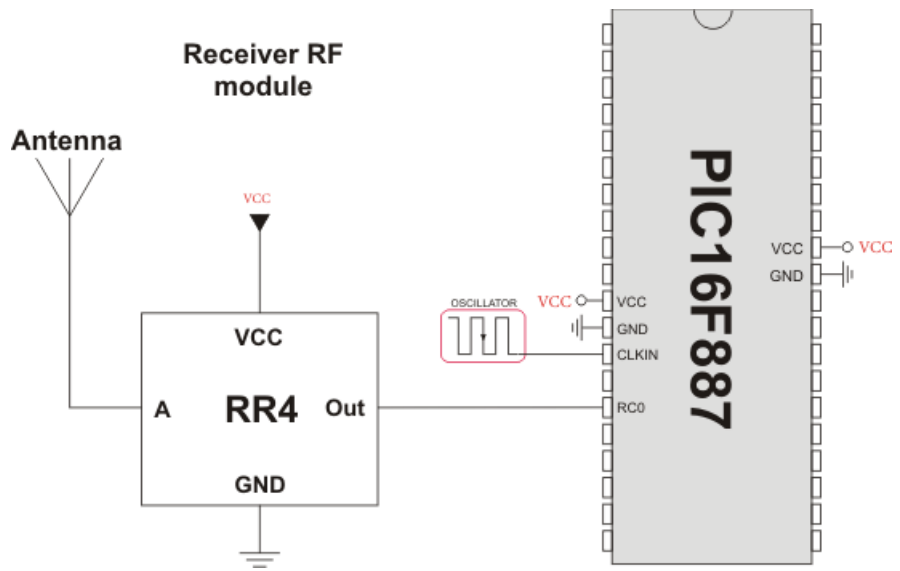 Receiver RF
module
Antenna
VCC
VCC
A
RR4
Out
GND
OSCILLATOR
VCC
VCC
GND
CLKIN
RC0
PIC16F887
VCC
VCC
GND